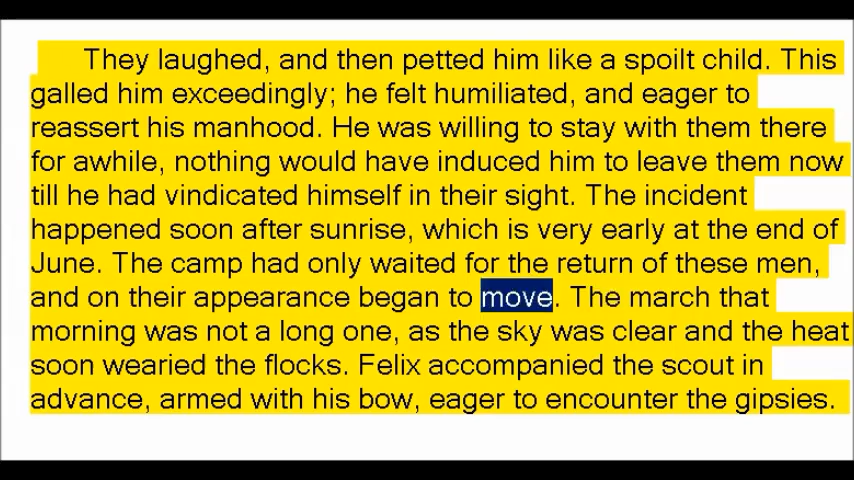 They laughed, and then petted him like a spoilt child. This
galled him exceedingly; he felt humiliated, and eager to
reassert his manhood. He was willing to stay with them there
for awhile, nothing would have induced him to leave them now
till he had vindicated himself in their sight. The incident
happened soon after sunrise, which is very early at the end of
June. The camp had only waited for the return of these men,
and on their appearance began to move. The march that
morning was not a long one, as the sky was clear and the heat
soon wearied the flocks. Felix accompanied the scout in
advance, armed with his bow, eager to encounter the gipsies.